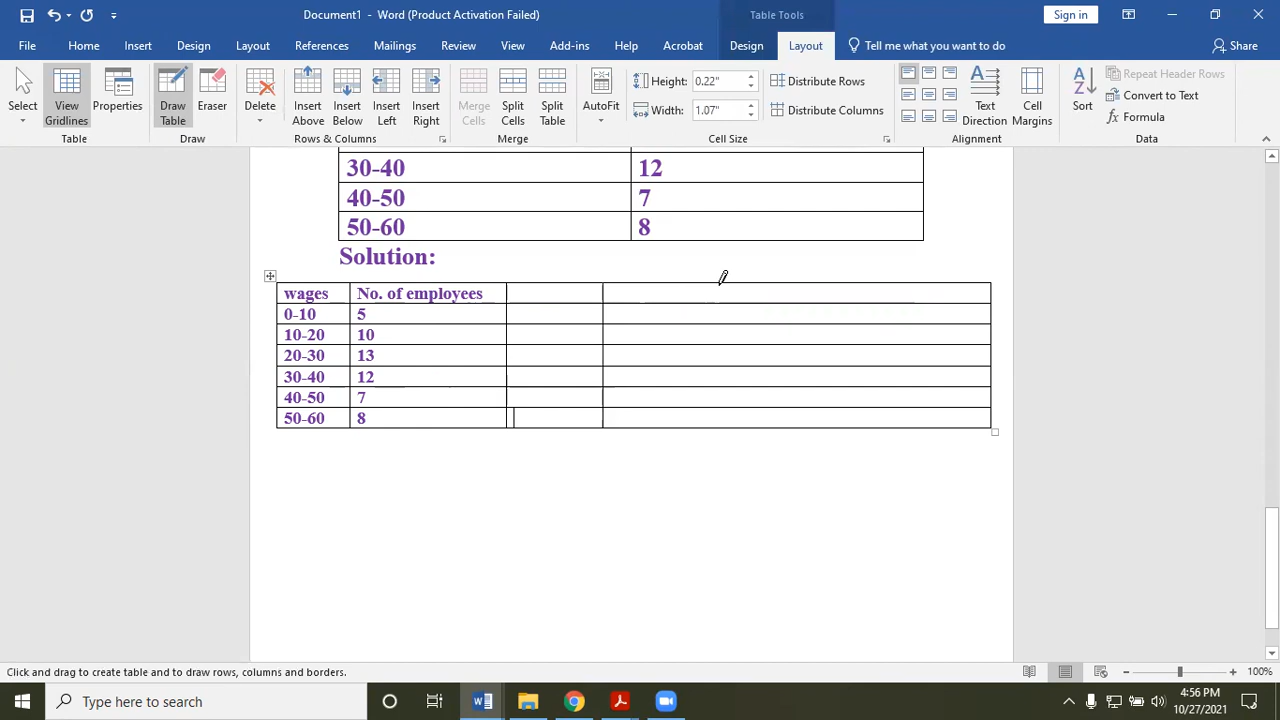 Document1 - Word (Product Activation Failed)
Table Tools
Sign in
File Home Insert Design Layout References Mailings Review View Add-ins Help Acrobat Design Layout Tell me what you want to do Share
Select View Gridlines Properties Draw Table Eraser Delete Insert Above Insert Below Insert Left Insert Right Merge Cells Split Cells Split Table AutoFit
Height: 0.22" Distribute Rows
Width: 1.07" Distribute Columns
Text Direction Cell Margins Sort
Repeat Header Rows
Convert to Text
Formula
Table Draw Rows & Columns Merge Cell Size Alignment Data
30-40 12
40-50 7
50-60 8
Solution:
wages No. of employees
0-10 5
10-20 10
20-30 13
30-40 12
40-50 7
50-60 8
Click and drag to create table and to draw rows, columns and borders.
100%
Type here to search
4:56 PM
10/27/2021